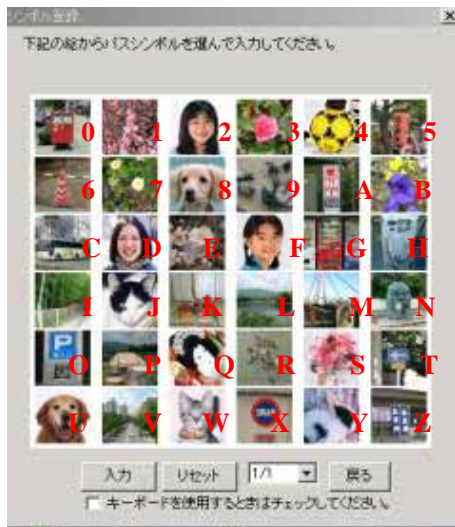 シンボル登録
下記の絵からパスシンボルを選んで入力してください。
0 1 2 3 4 5
6 7 8 9 A B
C D E F G H
I J K L M N
O P Q R S T
U V W X Y Z
入力 リセット 1/1 戻る
キーボードを使用するときはチェックしてください。